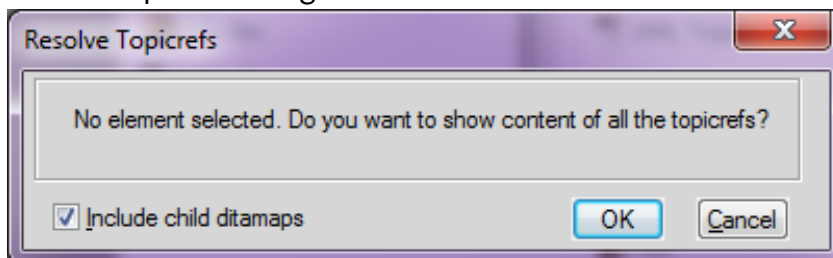 Resolve Topicrefs
No element selected. Do you want to show content of all the topicrefs?
Include child ditamaps
OK
Cancel